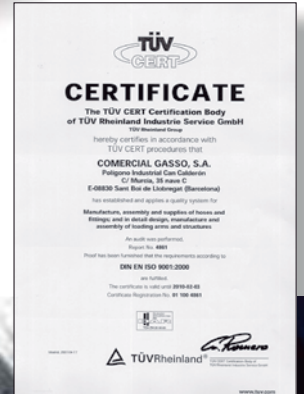 TÜV
CERT
CERTIFICATE
The TÜV CERT Certification Body
of TÜV Rheinland Industrie Service GmbH
TÜV Rheinland Group
hereby certifies in accordance with
TÜV CERT procedures that
COMERCIAL GASSO, S.A.
Polígono Industrial Can Calderón
C/ Murcia, 35 nave C
E-08830 Sant Boi de Llobregat (Barcelona)
has established and applies a quality system for
Manufacture, assembly and supplies of hoses and
fittings; and in detail design, manufacture and
assembly of loading arms and structures
An audit was performed,
Report No. 4861
Proof has been furnished that the requirements according to
DIN EN ISO 9001:2000
are fulfilled.
The certificate is valid until 2010-02-03
Certificate Registration No. 01 100 4861
TÜVRheinland®
www.tuv.com